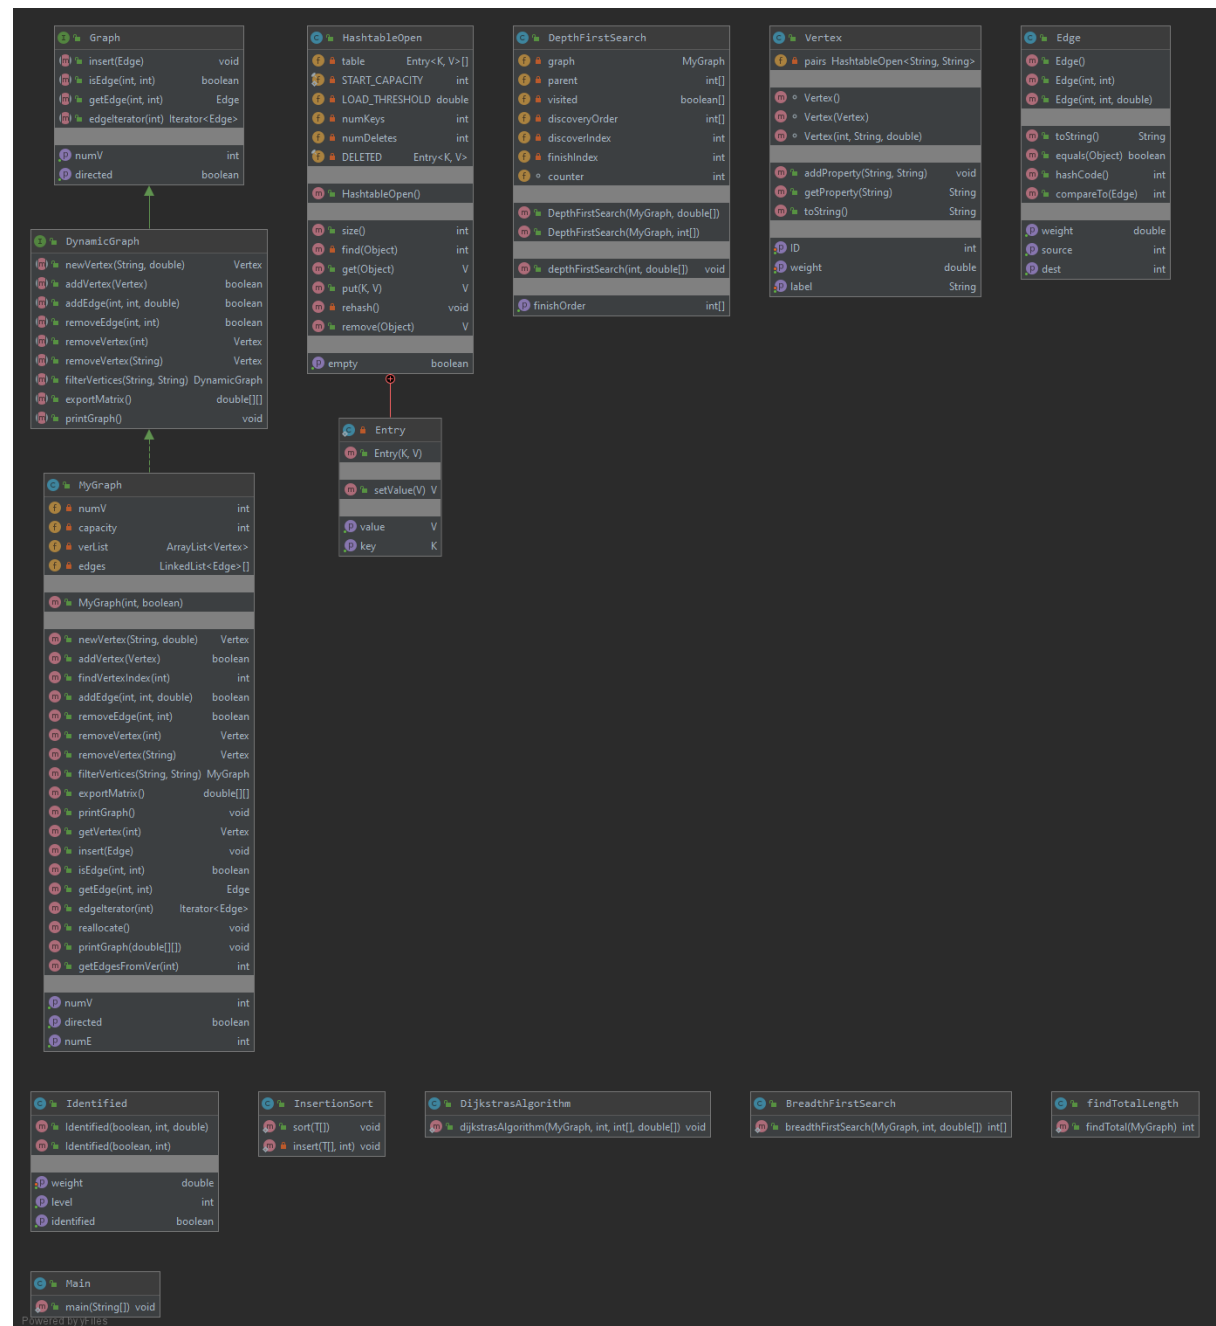 Graph
insert(Edge) void
isEdge(int, int) boolean
getEdge(int, int) Edge
edgeIterator(int) Iterator<Edge>
numV int
directed boolean
DynamicGraph
newVertex(String, double) Vertex
addVertex(Vertex) boolean
addEdge(int, int, double) boolean
removeEdge(int, int) boolean
removeVertex(int) Vertex
removeVertex(String) Vertex
filterVertices(String, String) DynamicGraph
exportMatrix() double[][]
printGraph() void
MyGraph
numV int
capacity int
verList ArrayList<Vertex>
edges LinkedList<Edge>[]
MyGraph(int, boolean)
newVertex(String, double) Vertex
addVertex(Vertex) boolean
findVertexIndex(int) int
addEdge(int, int, double) boolean
removeEdge(int, int) boolean
removeVertex(int) Vertex
removeVertex(String) Vertex
filterVertices(String, String) MyGraph
exportMatrix() double[][]
printGraph() void
getVertex(int) Vertex
insert(Edge) void
isEdge(int, int) boolean
getEdge(int, int) Edge
edgeIterator(int) Iterator<Edge>
reallocate() void
printGraph(double[][]) void
getEdgesFromVer(int) int
numV int
directed boolean
numE int
HashtableOpen
table Entry<K, V>[]
START_CAPACITY int
LOAD_THRESHOLD double
numKeys int
numDeletes int
DELETED Entry<K, V>
HashtableOpen()
size() int
find(Object) int
get(Object) V
put(K, V) V
rehash() void
remove(Object) V
empty boolean
Entry
Entry(K, V)
setValue(V) V
value V
key K
DepthFirstSearch
graph MyGraph
parent int[]
visited boolean[]
discoveryOrder int[]
discoverIndex int
finishIndex int
counter int
DepthFirstSearch(MyGraph, double[])
DepthFirstSearch(MyGraph, int[])
depthFirstSearch(int, double[]) void
finishOrder int[]
Vertex
pairs HashtableOpen<String, String>
Vertex()
Vertex(Vertex)
Vertex(int, String, double)
addProperty(String, String) void
getProperty(String) String
toString() String
ID int
weight double
label String
Edge
Edge()
Edge(int, int)
Edge(int, int, double)
toString() String
equals(Object) boolean
hashCode() int
compareTo(Edge) int
weight double
source int
dest int
Identified
Identified(boolean, int, double)
Identified(boolean, int)
weight double
level int
identified boolean
InsertionSort
sort(T[]) void
insert(T[], int) void
DijkstrasAlgorithm
dijkstrasAlgorithm(MyGraph, int, int[], double[]) void
BreadthFirstSearch
breadthFirstSearch(MyGraph, int, double[]) int[]
findTotalLength
findTotal(MyGraph) int
Main
main(String[]) void
Powered by yFiles